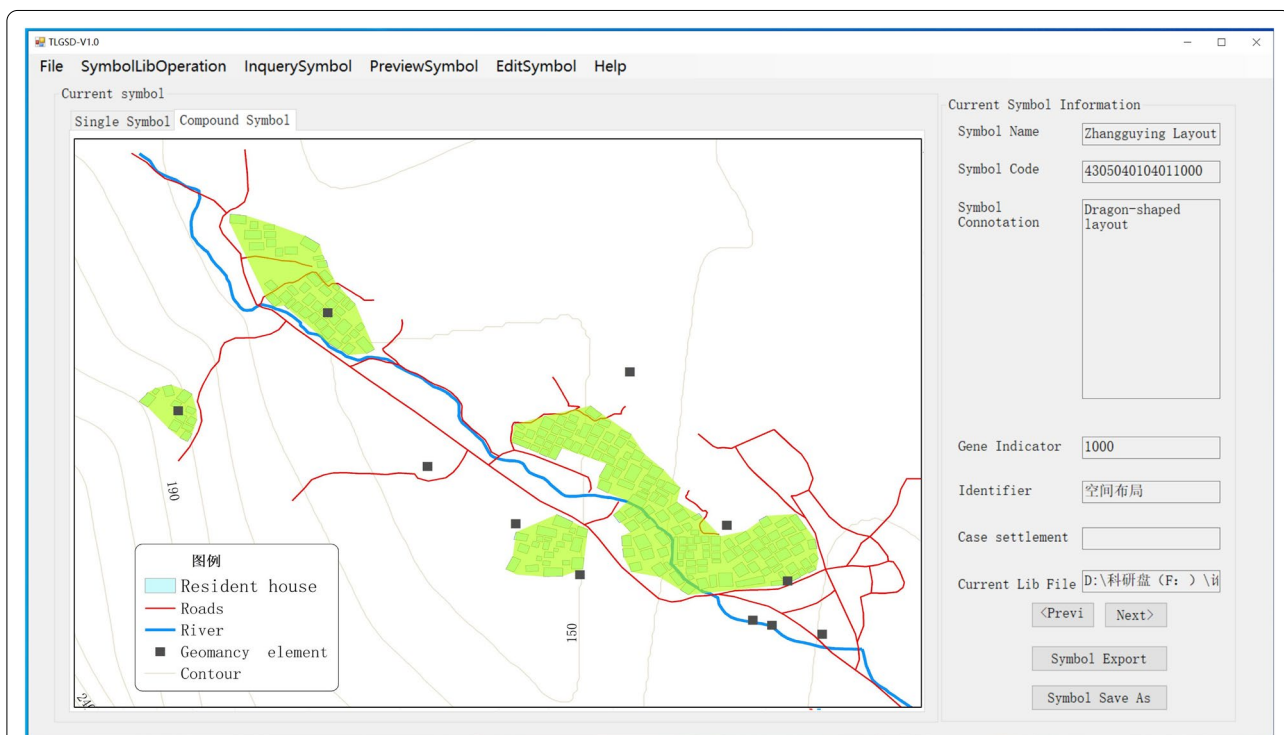 TLGSD-V1.0
File SymbolLibOperation InquerySymbol PreviewSymbol EditSymbol Help
Current symbol
Single Symbol Compound Symbol
190
150
图例
Resident house
Roads
River
Geomancy element
Contour
Current Symbol Information
Symbol Name Zhangguying Layout
Symbol Code 4305040104011000
Symbol Connotation
Dragon-shaped
layout
Gene Indicator 1000
Identifier 空间布局
Case settlement
Current Lib File D:\科研盘（F：）\
<Previ Next>
Symbol Export
Symbol Save As